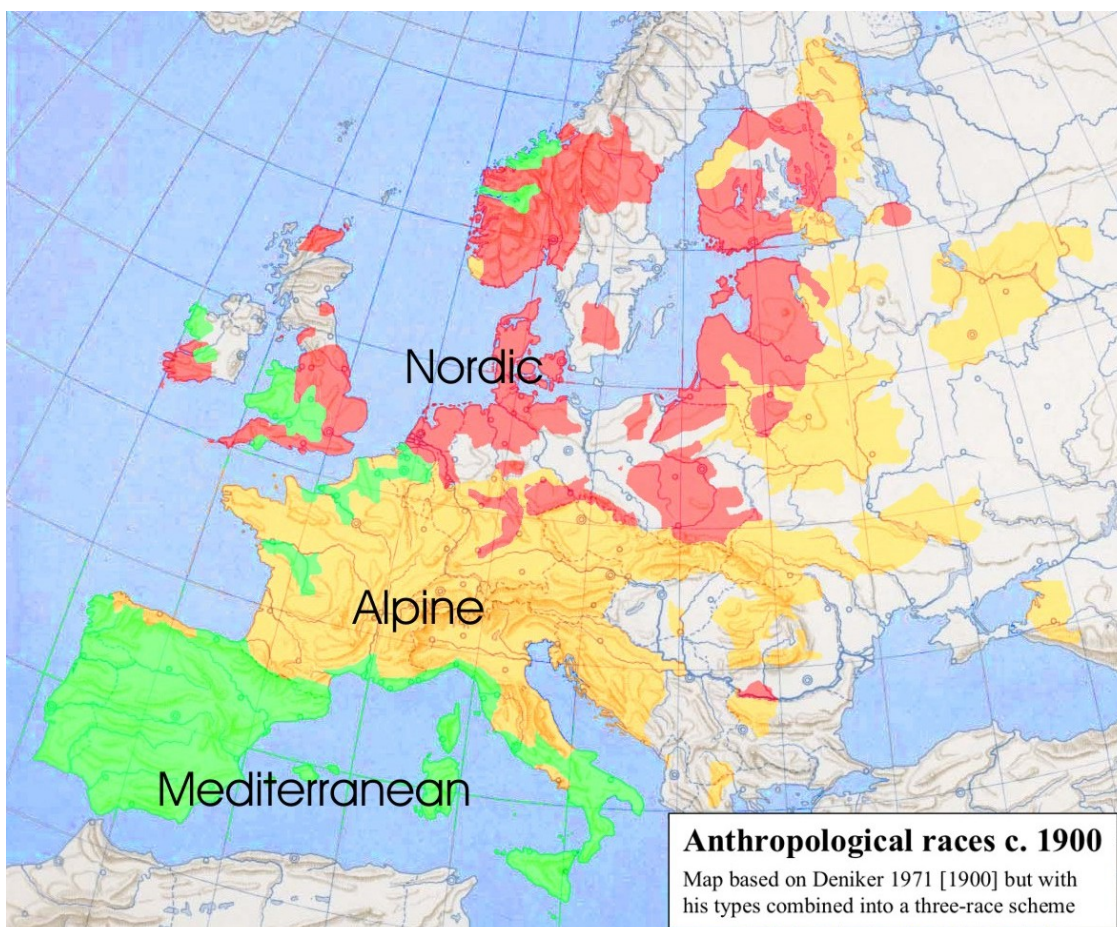 Nordic
Alpine
Mediterranean
Anthropological races c. 1900
Map based on Deniker 1971 [1900] but with
his types combined into a three-race scheme